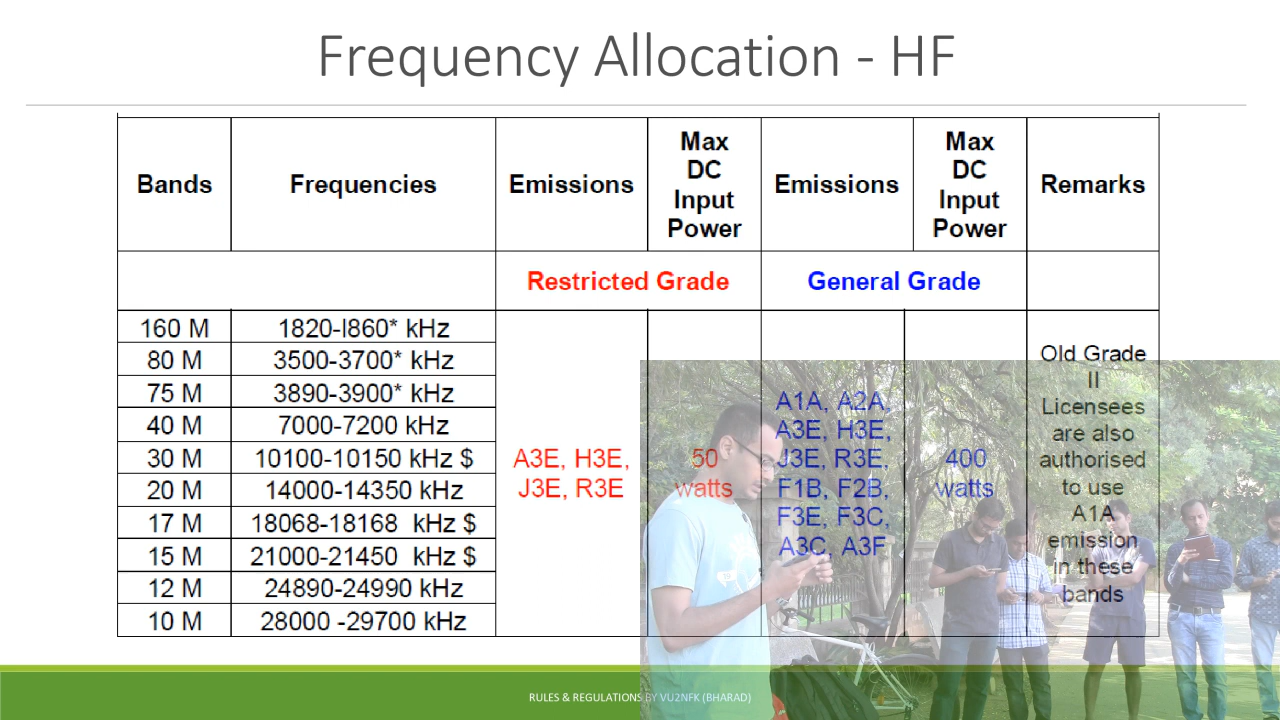 Frequency Allocation - HF
Bands Frequencies Emissions Max DC Input Power Emissions Max DC Input Power Remarks
Restricted Grade General Grade
160 M 1820-I860* kHz
80 M 3500-3700* kHz
75 M 3890-3900* kHz
40 M 7000-7200 kHz
30 M 10100-10150 kHz $
20 M 14000-14350 kHz
17 M 18068-18168 kHz $
15 M 21000-21450 kHz $
12 M 24890-24990 kHz
10 M 28000 -29700 kHz
A3E, H3E,
J3E, R3E
50
watts
A1A, A2A,
A3E, H3E,
J3E, R3E,
F1B, F2B,
F3E, F3C,
A3C, A3F
400
watts
Old Grade
II
Licensees
are also
authorised
to use
A1A
emission
in these
bands
RULES & REGULATIONS BY VU2NFK (BHARAD)